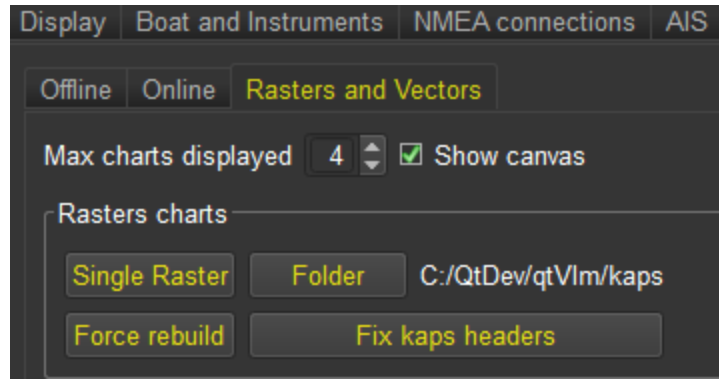 Display Boat and Instruments NMEA connections AIS
Offline Online Rasters and Vectors
Max charts displayed 4 Show canvas
Rasters charts
Single Raster Folder C:/QtDev/qtVlm/kaps
Force rebuild Fix kaps headers